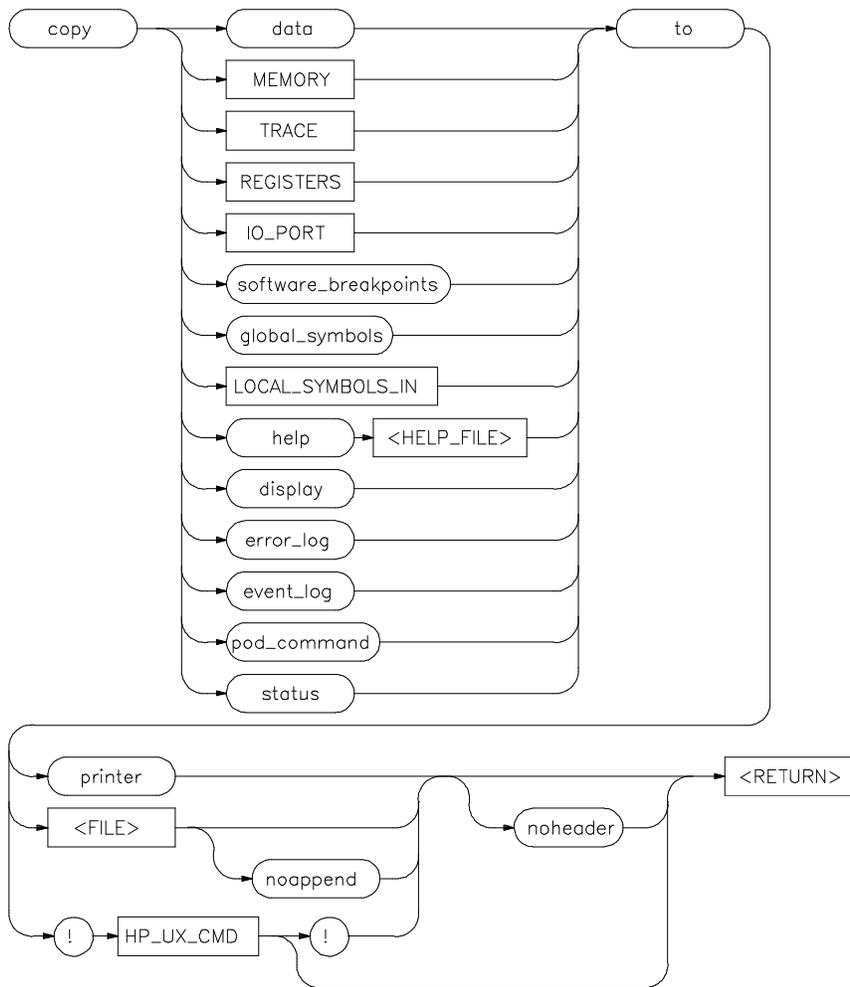 copy data to
MEMORY
TRACE
REGISTERS
IO_PORT
software_breakpoints
global_symbols
LOCAL_SYMBOLS_IN
help <HELP_FILE>
display
error_log
event_log
pod_command
status
printer <RETURN>
<FILE> noheader
noappend
! HP_UX_CMD !